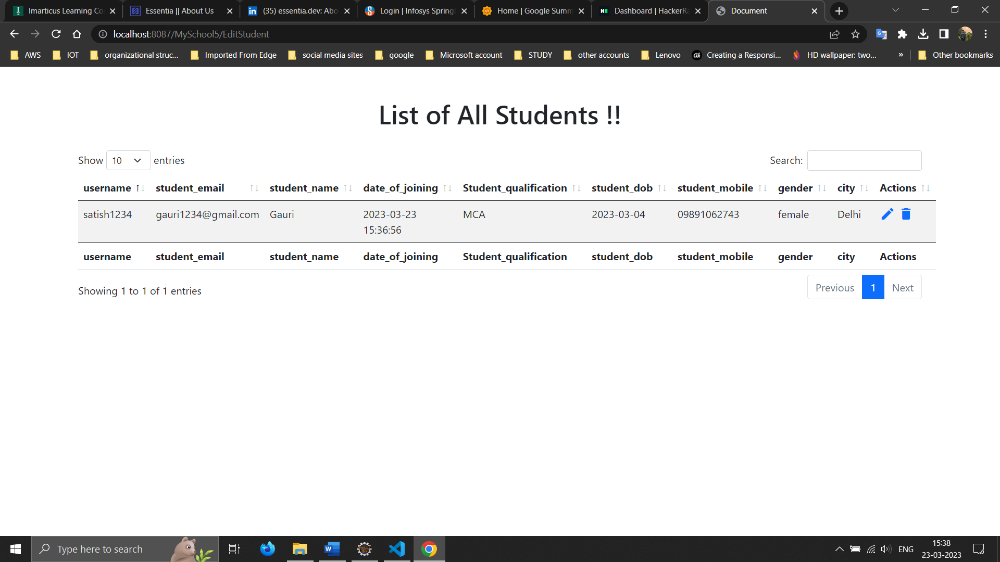 Imarticus Learning Co
Essentia || About Us
(35) essentia.dev: Abo
Login | Infosys Spring
Home | Google Summ
Dashboard | HackerRa
Document
localhost:8087/MySchool5/EditStudent
AWS IOT organizational struc... Imported From Edge social media sites google Microsoft account STUDY other accounts Lenovo Creating a Responsi... HD wallpaper: two... » Other bookmarks
List of All Students !!
Show 10 entries
Search:
username student_email student_name date_of_joining Student_qualification student_dob student_mobile gender city Actions
satish1234 gauri1234@gmail.com Gauri 2023-03-23 MCA 2023-03-04 09891062743 female Delhi
15:36:56
username student_email student_name date_of_joining Student_qualification student_dob student_mobile gender city Actions
Showing 1 to 1 of 1 entries
Previous 1 Next
Type here to search
ENG
15:38
23-03-2023